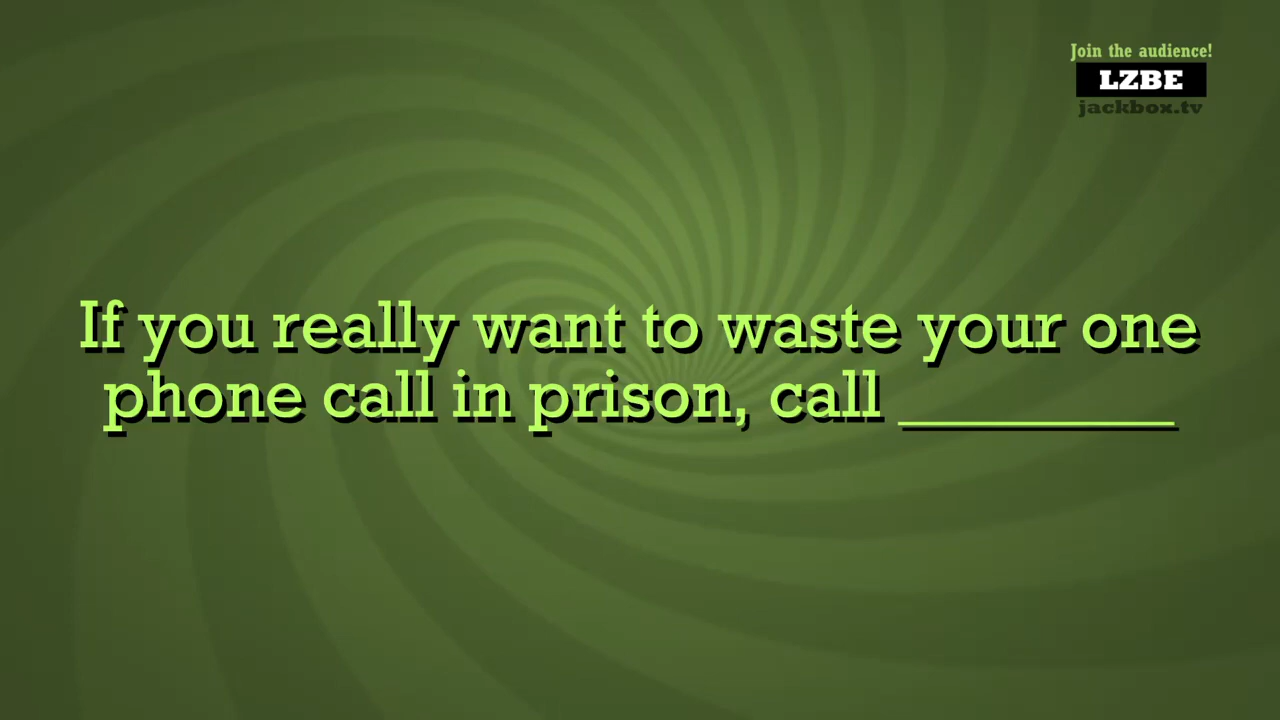 Join the audience!
LZBE
jackbox.tv
If you really want to waste your one
phone call in prison, call __________